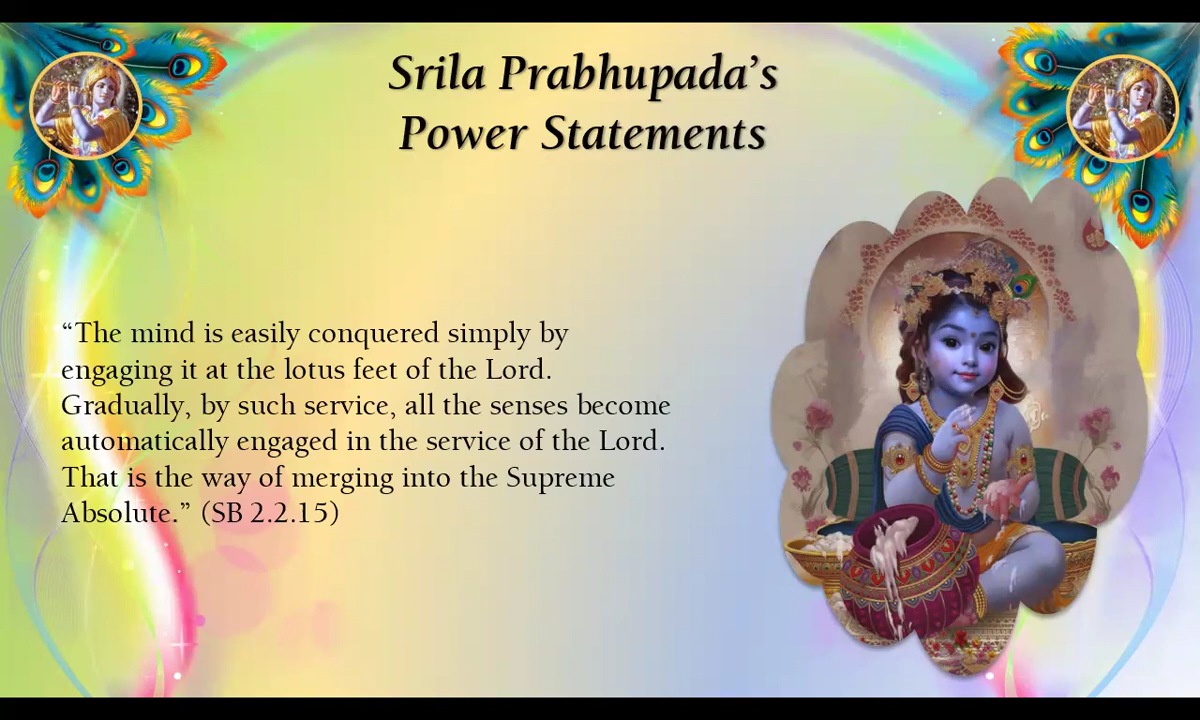 Srila Prabhupada’s
Power Statements
“The mind is easily conquered simply by
engaging it at the lotus feet of the Lord.
Gradually, by such service, all the senses become
automatically engaged in the service of the Lord.
That is the way of merging into the Supreme
Absolute.” (SB 2.2.15)